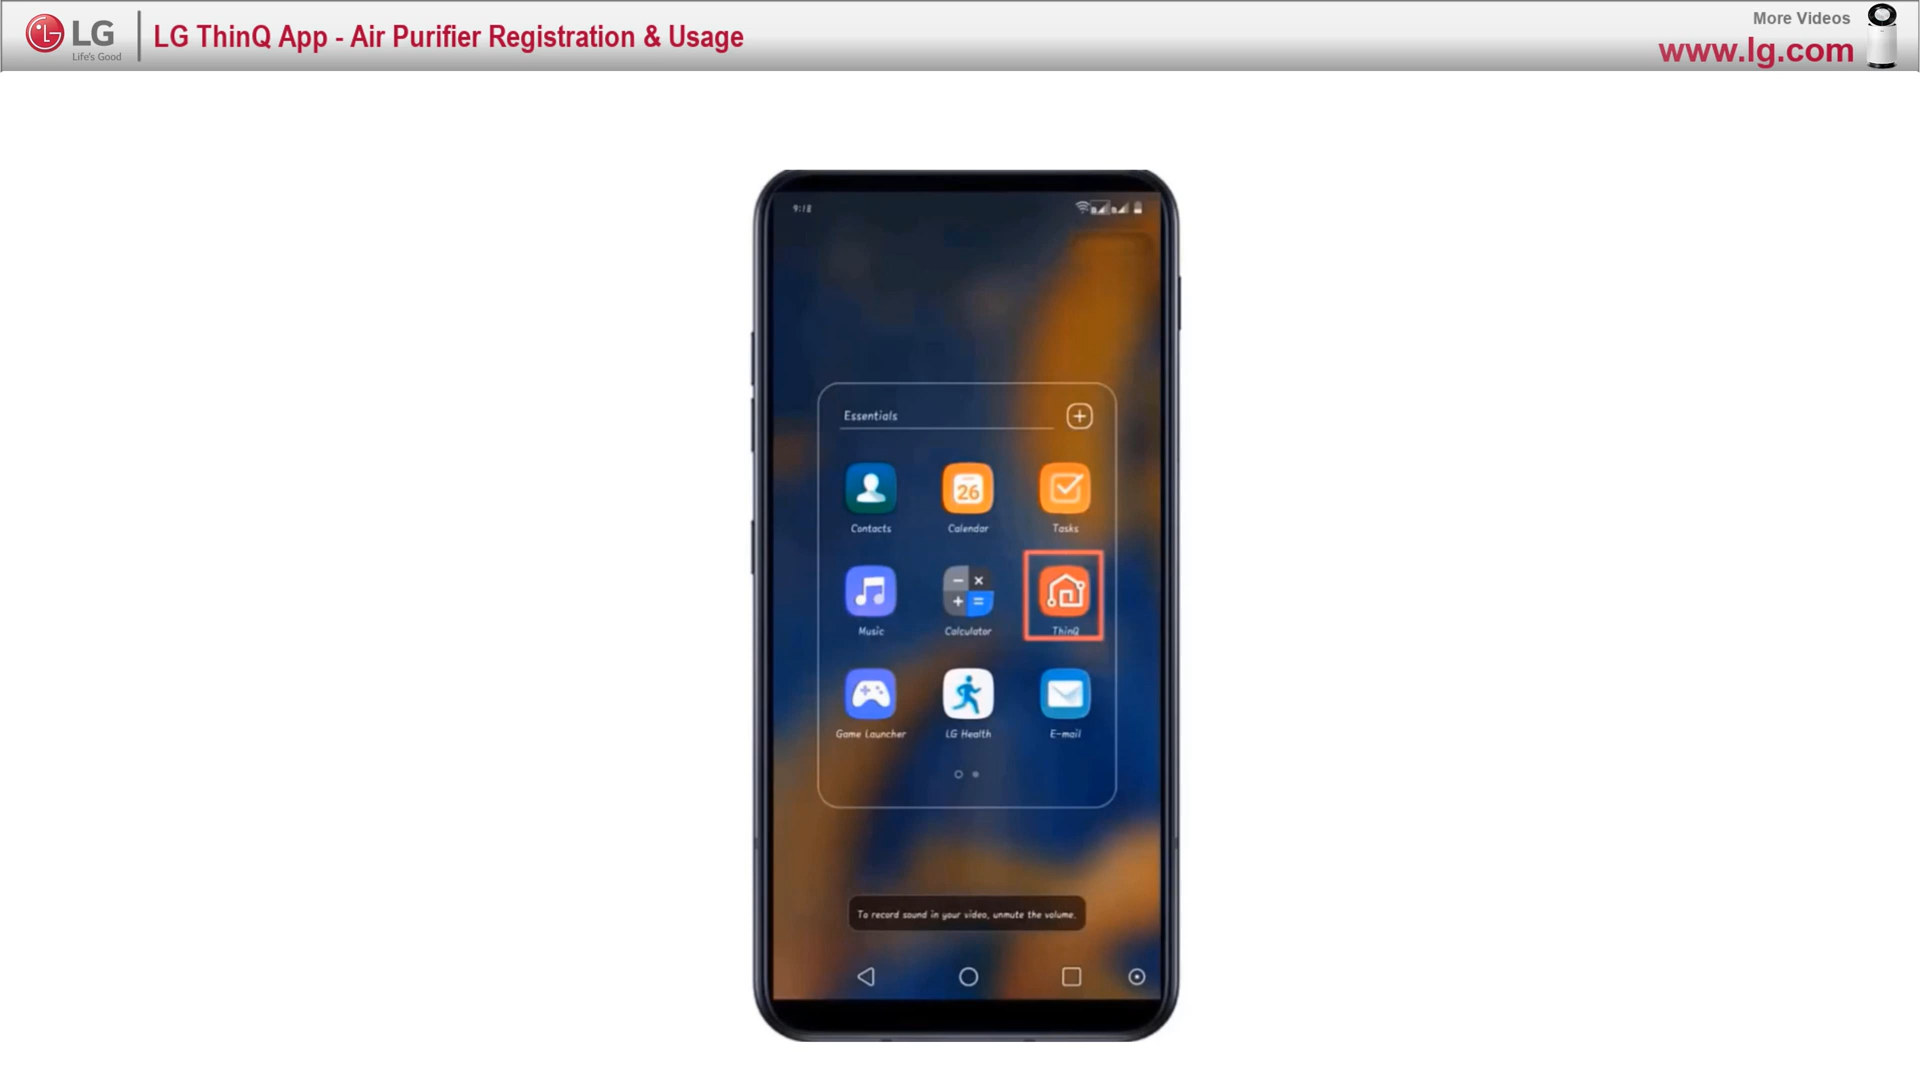 LG
Life's Good
LG ThinQ App - Air Purifier Registration & Usage
More Videos
www.lg.com
9:18
Essentials
26
Contacts
Calendar
Tasks
Music
Calculator
ThinQ
Game Launcher
LG Health
E-mail
To record sound in your video, unmute the volume.